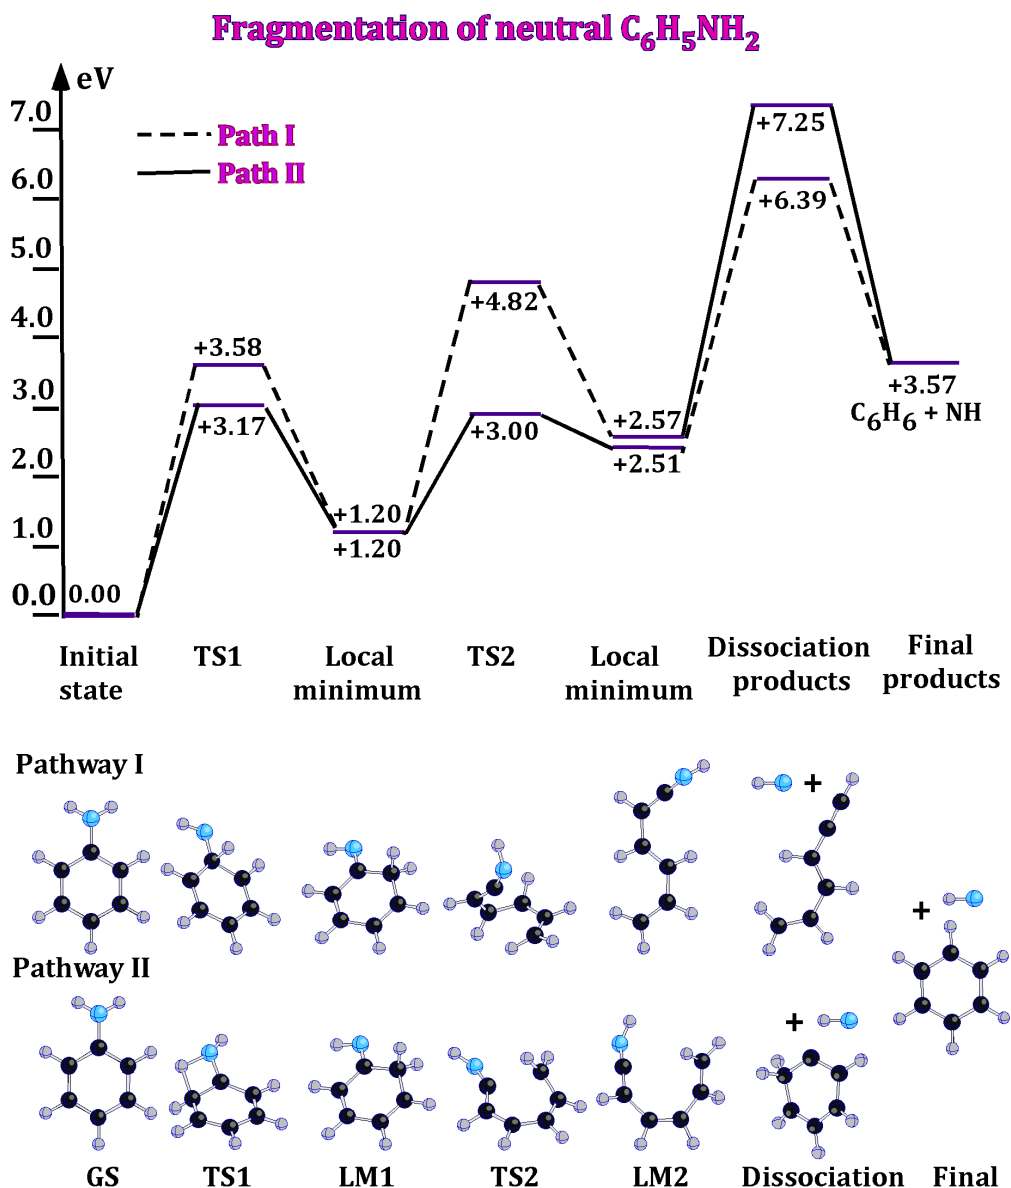 Fragmentation of neutral C6H5NH2
eV
7.0
6.0
5.0
4.0
3.0
2.0
1.0
0.0
Path I
Path II
0.00
+3.58
+3.17
+1.20
+1.20
+4.82
+3.00
+2.57
+2.51
+7.25
+6.39
+3.57
C6H6 + NH
Initial
state
TS1
Local
minimum
TS2
Local
minimum
Dissociation
products
Final
products
Pathway I
+
+
Pathway II
+
GS
TS1
LM1
TS2
LM2
Dissociation
Final